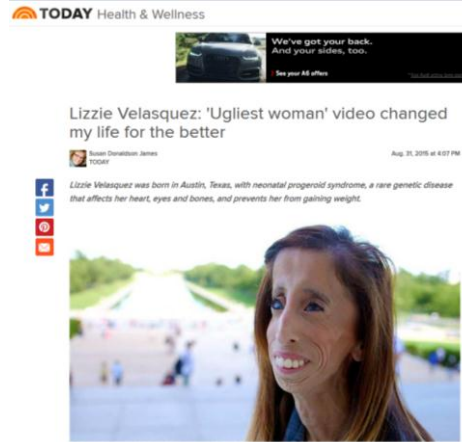 TODAY Health & Wellness
We've got your back.
And your sides, too.
See your A6 offers
Lizzie Velasquez: 'Ugliest woman' video changed
my life for the better
Susan Donaldson James
TODAY
Aug. 31, 2015 at 4:07 PM
Lizzie Velasquez was born in Austin, Texas, with neonatal progeroid syndrome, a rare genetic disease
that affects her heart, eyes and bones, and prevents her from gaining weight.